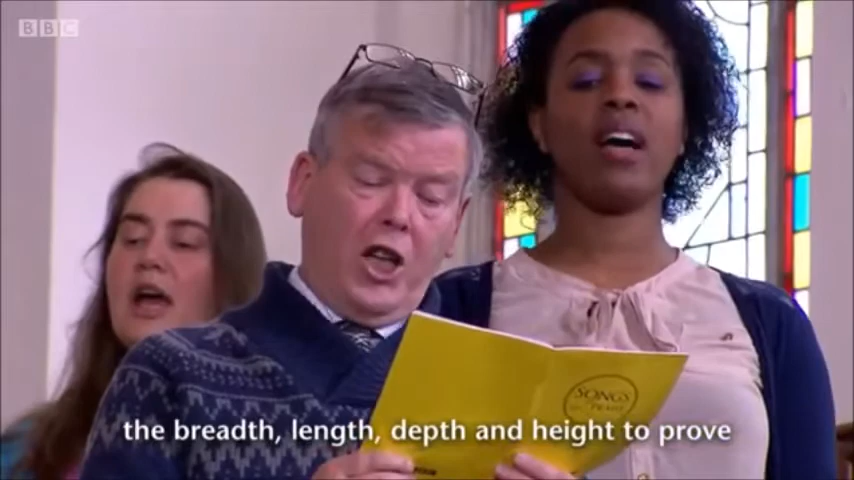 BBC
SONGS
OF PRAISE
the breadth, length, depth and height to prove